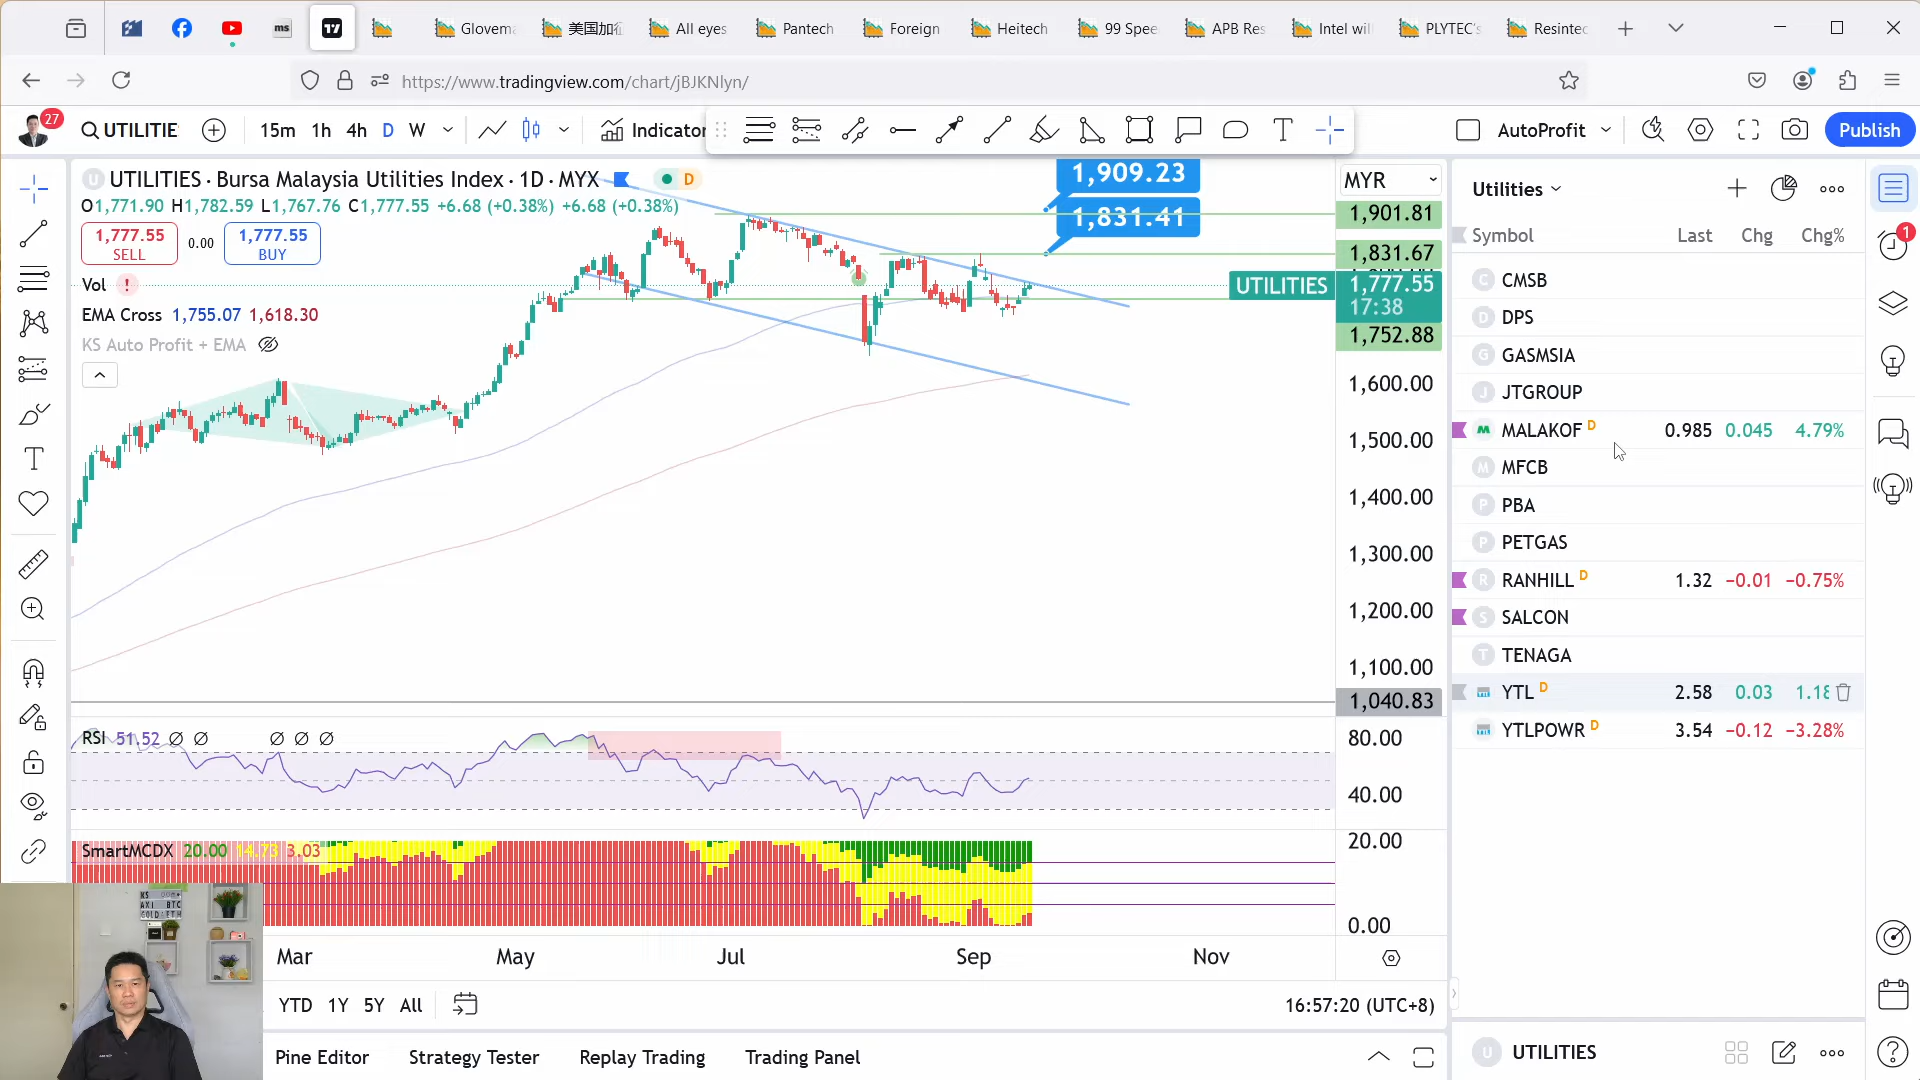 ms
Glovema
美国加征
All eyes
Pantech
Foreign
Heitech
99 Spee
APB Res
Intel wil
PLYTEC's
Resintec
https://www.tradingview.com/chart/jBJKNlyn/
27
UTILITIE
15m
1h
4h
D
W
Indicator
AutoProfit
Publish
UTILITIES · Bursa Malaysia Utilities Index · 1D · MYX
D
O1,771.90 H1,782.59 L1,767.76 C1,777.55 +6.68 (+0.38%) +6.68 (+0.38%)
1,777.55
SELL
0.00
1,777.55
BUY
Vol
EMA Cross 1,755.07 1,618.30
KS Auto Profit + EMA
1,909.23
1,831.41
UTILITIES
MYR
1,901.81
1,831.67
1,777.55
17:38
1,752.88
1,600.00
1,500.00
1,400.00
1,300.00
1,200.00
1,100.00
1,040.83
RSI 51.52
80.00
40.00
SmartMCDX 20.00 14.73 3.03
20.00
0.00
Mar
May
Jul
Sep
Nov
YTD
1Y
5Y
All
16:57:20 (UTC+8)
Pine Editor
Strategy Tester
Replay Trading
Trading Panel
Utilities
Symbol Last Chg Chg%
C CMSB
D DPS
G GASMSIA
J JTGROUP
MALAKOF D 0.985 0.045 4.79%
M MFCB
P PBA
P PETGAS
R RANHILL D 1.32 −0.01 −0.75%
S SALCON
T TENAGA
YTL D 2.58 0.03 1.18
YTLPOWR D 3.54 −0.12 −3.28%
U UTILITIES
1